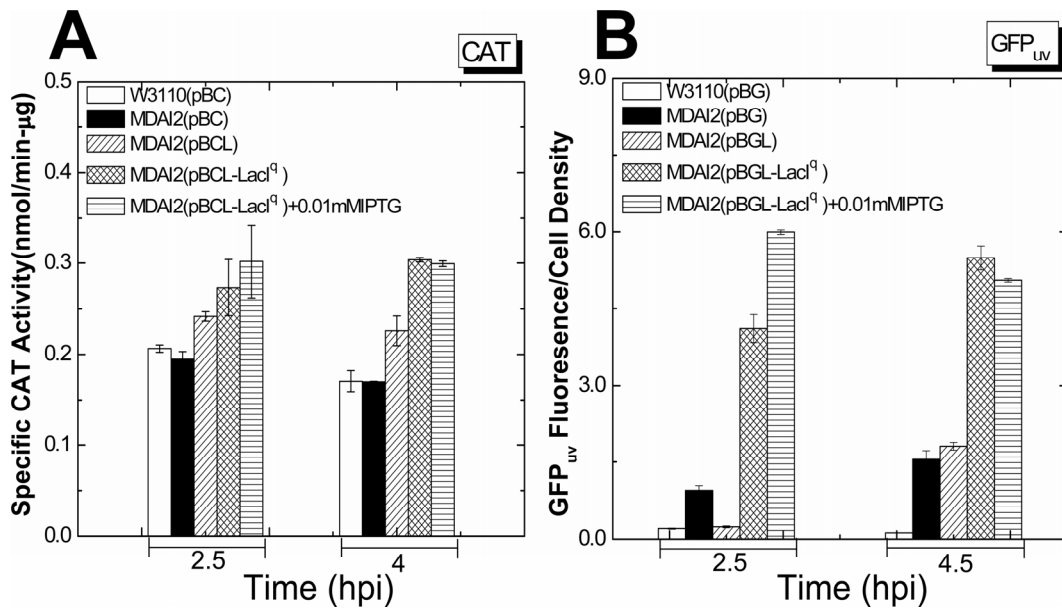 A
CAT
0.5
0.4
0.3
0.2
0.1
0.0
Specific CAT Activity(nmol/min-µg)
W3110(pBC)
MDAI2(pBC)
MDAI2(pBCL)
MDAI2(pBCL-LacI^q)
MDAI2(pBCL-LacI^q)+0.01mMIPTG
2.5
4
Time (hpi)
B
GFPuv
9.0
6.0
3.0
0.0
GFPuv Fluoresence/Cell Density
W3110(pBG)
MDAI2(pBG)
MDAI2(pBGL)
MDAI2(pBGL-LacI^q)
MDAI2(pBGL-LacI^q)+0.01mMIPTG
2.5
4.5
Time (hpi)